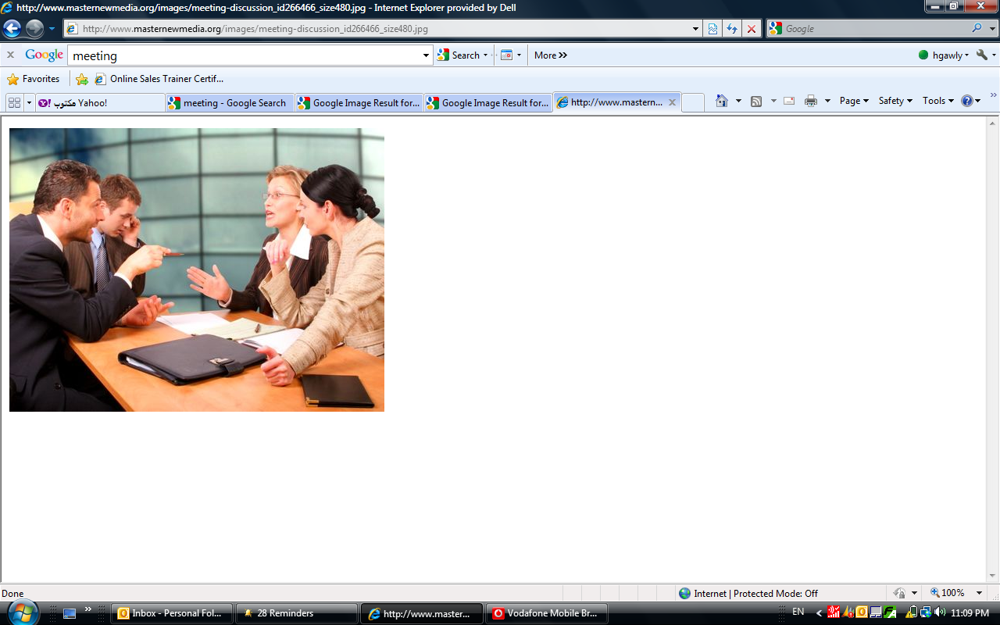 http://www.masternewmedia.org/images/meeting-discussion_id266466_size480.jpg - Internet Explorer provided by Dell
http://www.masternewmedia.org/images/meeting-discussion_id266466_size480.jpg Google
x Google meeting Search More hgawly
Favorites Online Sales Trainer Certif...
Y! مكتوب Yahoo! meeting - Google Search Google Image Result for... Google Image Result for... http://www.mastern... Page Safety Tools
Done Internet | Protected Mode: Off 100%
Inbox - Personal Fol... 28 Reminders http://www.master... Vodafone Mobile Br... EN 11:09 PM